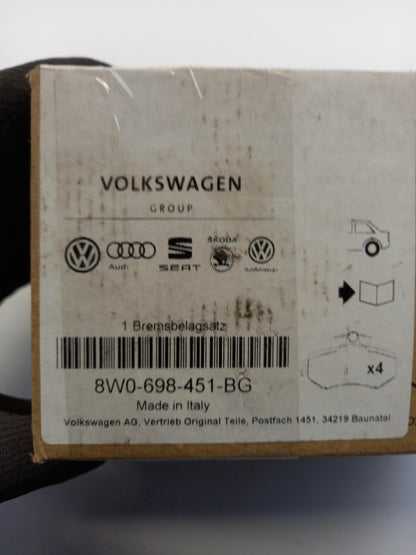 VOLKSWAGEN
GROUP
Audi
SEAT
ŠKODA
1 Bremsbelagsatz
x4
8W0-698-451-BG
Made in Italy
Volkswagen AG, Vertrieb Original Teile, Postfach 1451, 34219 Baunatal